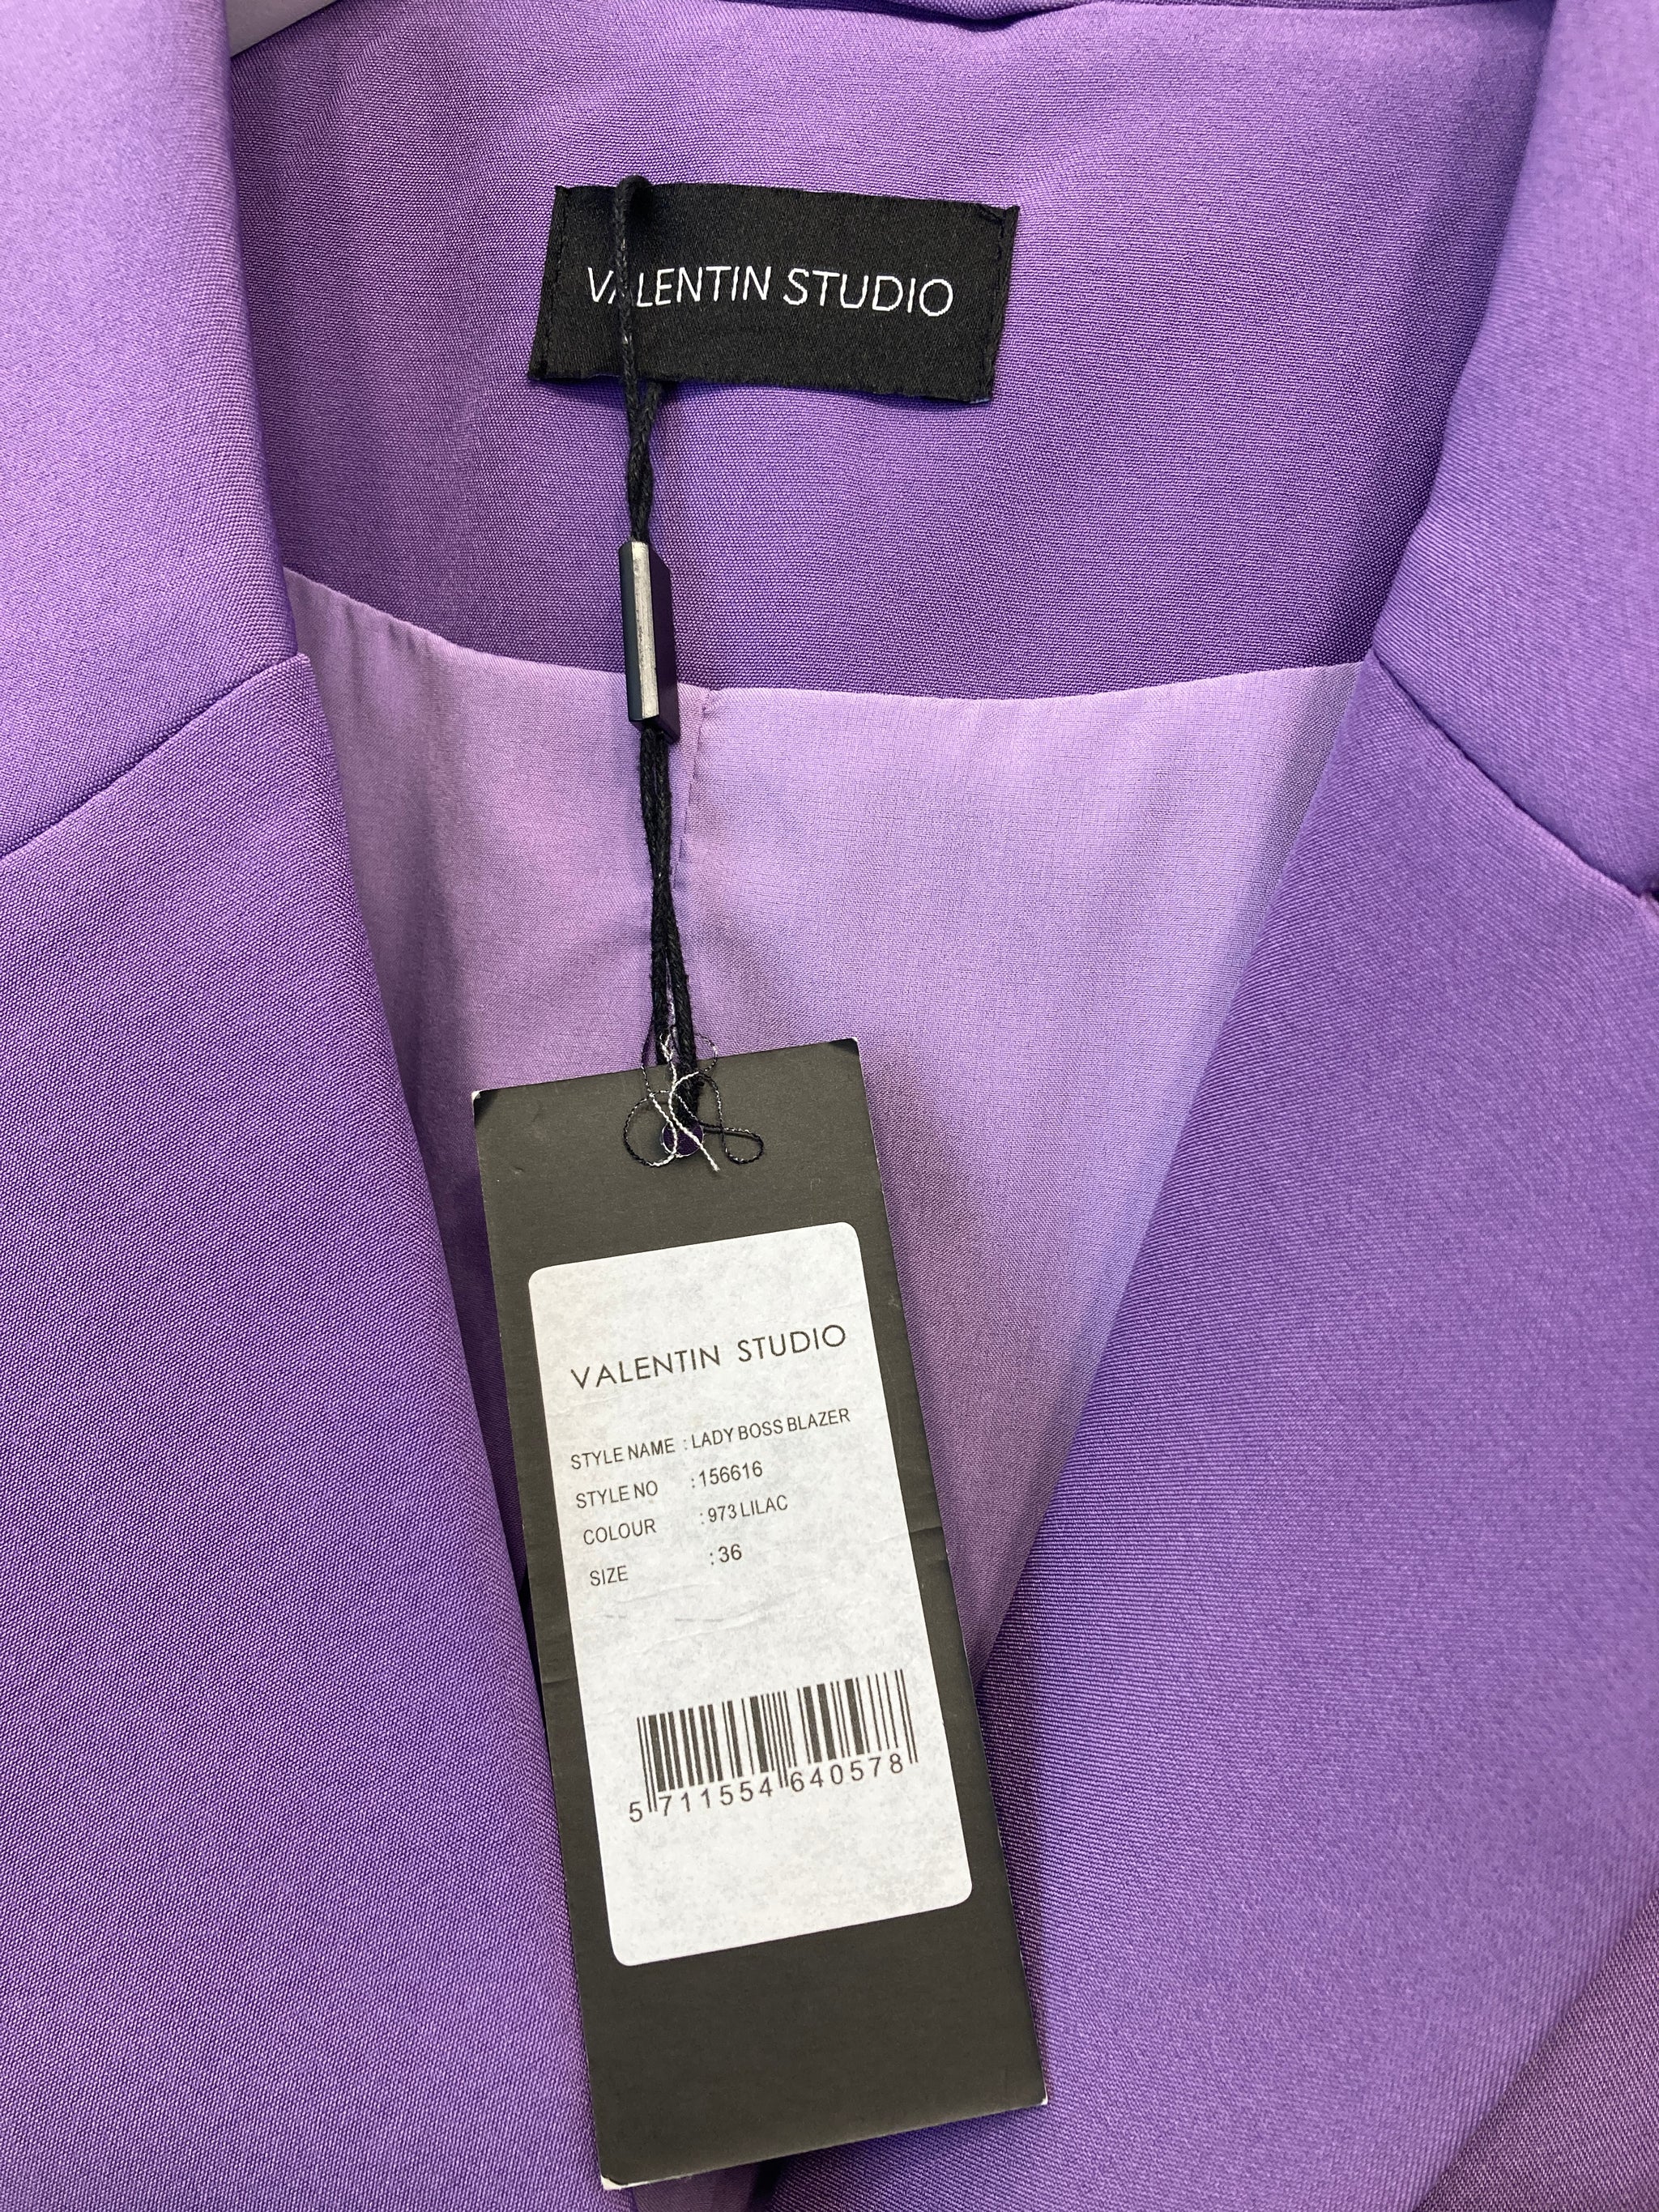 VALENTIN STUDIO
VALENTIN STUDIO
STYLE NAME : LADY BOSS BLAZER
STYLE NO : 156616
COLOUR : 973 LILAC
SIZE : 36
5 711554 640578